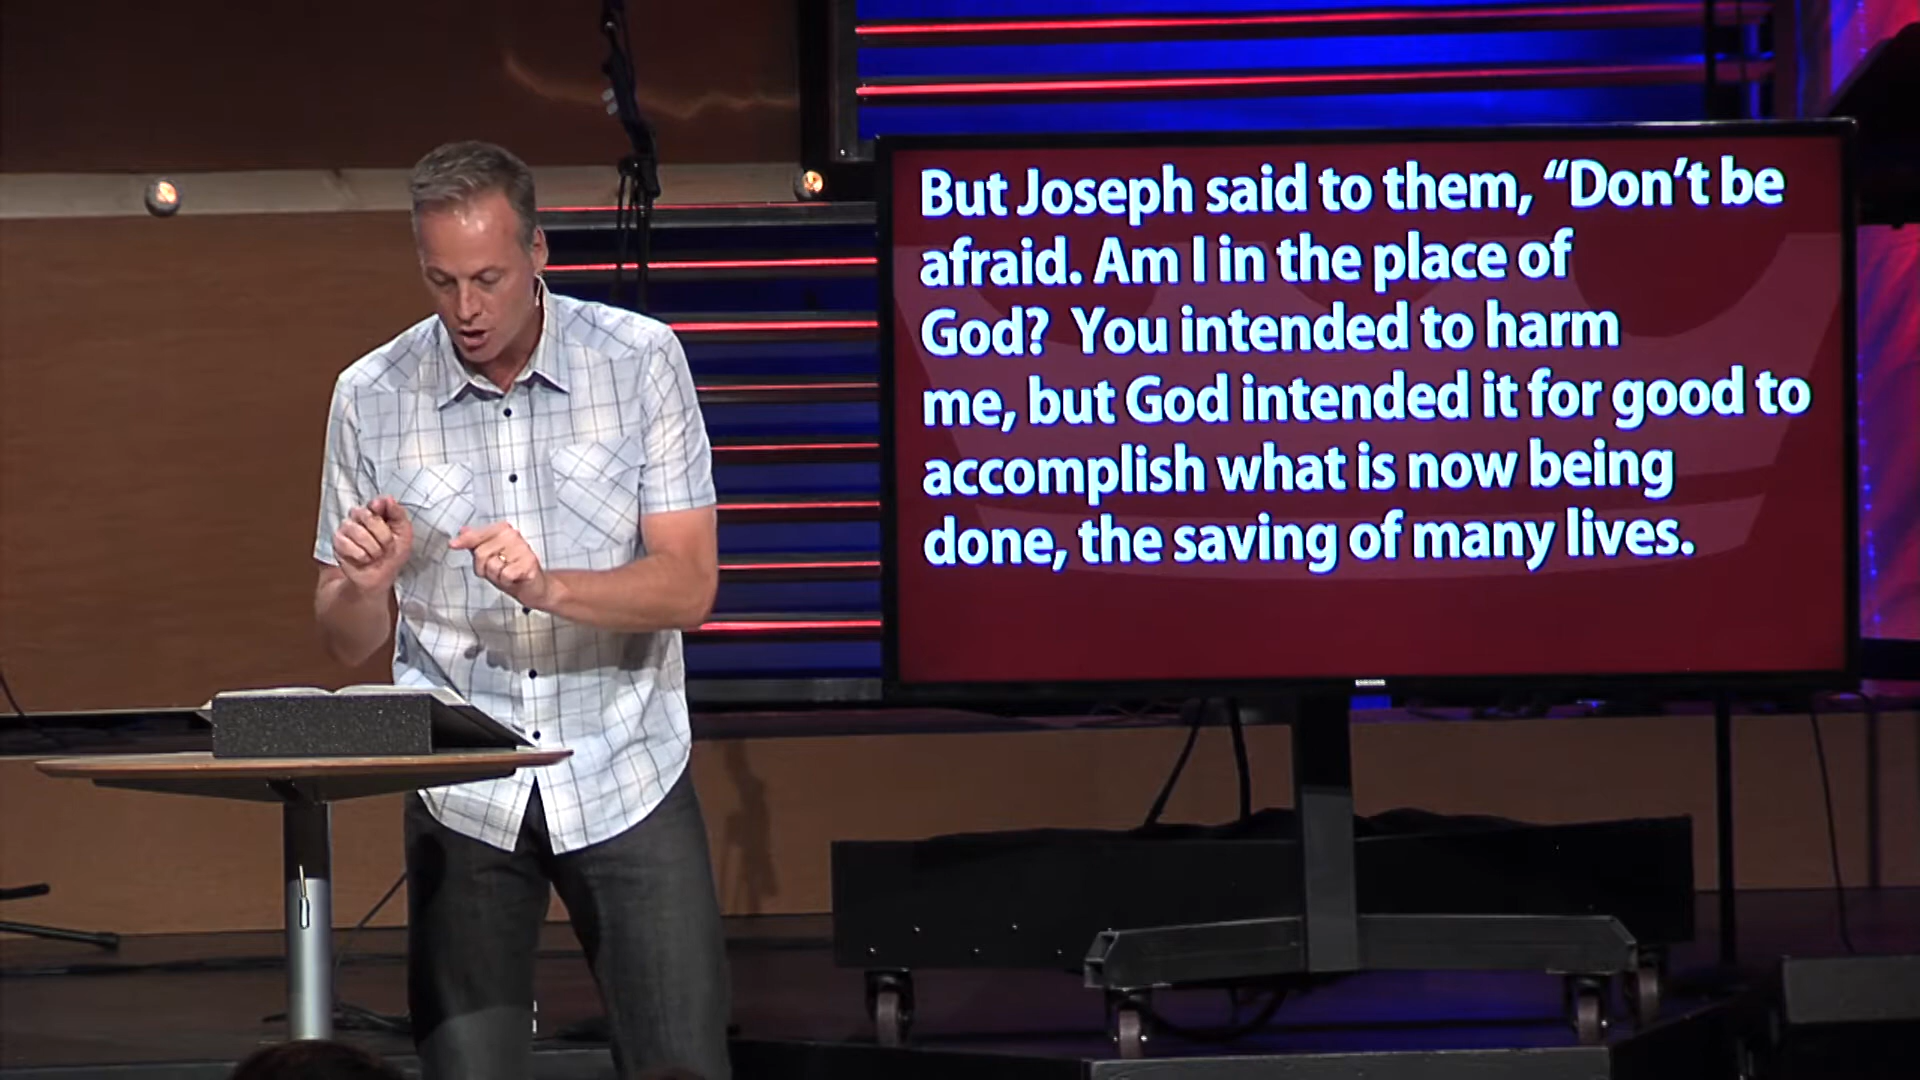 But Joseph said to them, “Don’t be
afraid. Am I in the place of
God?  You intended to harm
me, but God intended it for good to
accomplish what is now being
done, the saving of many lives.
SAMSUNG